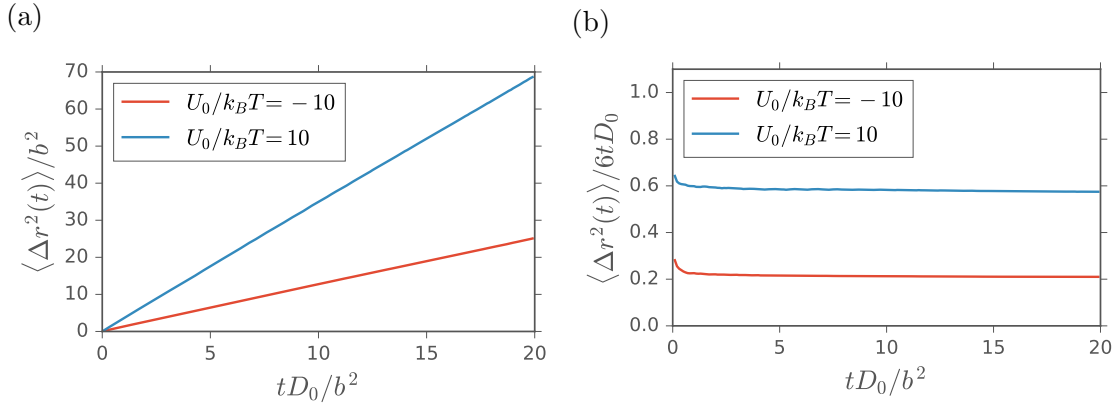 (a)
70
60
50
40
30
20
10
0
⟨Δr²(t)⟩/b²
U₀/k_BT = −10
U₀/k_BT = 10
0 5 10 15 20
tD₀/b²
(b)
1.0
0.8
0.6
0.4
0.2
0.0
⟨Δr²(t)⟩/6tD₀
U₀/k_BT = −10
U₀/k_BT = 10
0 5 10 15 20
tD₀/b²